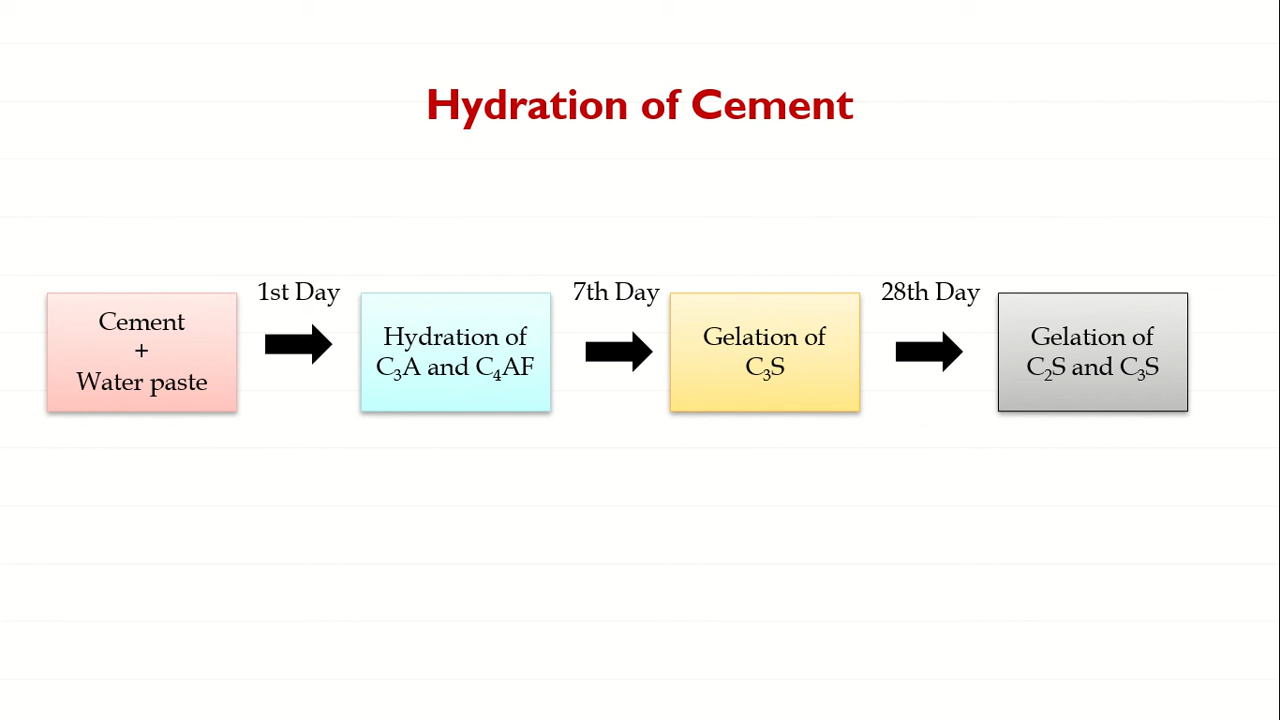 Hydration of Cement
1st Day
7th Day
28th Day
Cement
+
Water paste
Hydration of
C₃A and C₄AF
Gelation of
C₃S
Gelation of
C₂S and C₃S